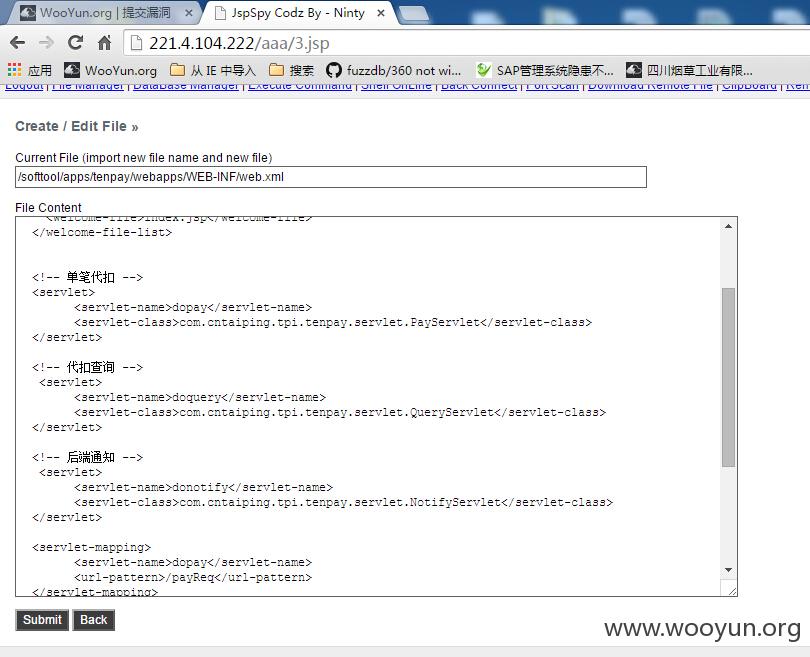 WooYun.org | 提交漏洞
JspSpy Codz By - Ninty
221.4.104.222/aaa/3.jsp
应用 WooYun.org 从 IE 中导入 搜索 fuzzdb/360 not wi... SAP管理系统隐患不... 四川烟草工业有限...
Logout | File Manager | DataBase Manager | Execute Command | Shell OnLine | Back Connect | Port Scan | Download Remote File | ClipBoard | Rem
Create / Edit File »
Current File (import new file name and new file)
/softtool/apps/tenpay/webapps/WEB-INF/web.xml
File Content
<welcome-file>index.jsp</welcome-file>
</welcome-file-list>
<!-- 单笔代扣 -->
<servlet>
<servlet-name>dopay</servlet-name>
<servlet-class>com.cntaiping.tpi.tenpay.servlet.PayServlet</servlet-class>
</servlet>
<!-- 代扣查询 -->
<servlet>
<servlet-name>doquery</servlet-name>
<servlet-class>com.cntaiping.tpi.tenpay.servlet.QueryServlet</servlet-class>
</servlet>
<!-- 后端通知 -->
<servlet>
<servlet-name>donotify</servlet-name>
<servlet-class>com.cntaiping.tpi.tenpay.servlet.NotifyServlet</servlet-class>
</servlet>
<servlet-mapping>
<servlet-name>dopay</servlet-name>
<url-pattern>/payReq</url-pattern>
</servlet-mapping>
Submit Back
www.wooyun.org